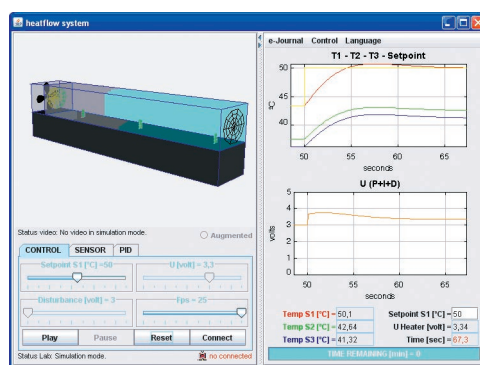 heatflow system
Status video: No video in simulation mode.
Augmented
CONTROL SENSOR PID
Setpoint S1 [°C] =50
U [volt] = 3,3
Disturbance [volt] = 3
Fps = 25
Play Pause Reset Connect
Status Lab: Simulation mode.
no connected
e-Journal Control Language
T1 - T2 - T3 - Setpoint
50
45
40
ºC
50 55 60 65
seconds
U (P+I+D)
5
4
3
2
1
0
volts
50 55 60 65
seconds
Temp S1 [°C] = 50,1
Setpoint S1 [°C] = 50
Temp S2 [°C] = 42,64
U Heater [volt] = 3,34
Temp S3 [°C] = 41,32
Time [sec] = 67,3
TIME REMAINING [min] = 0